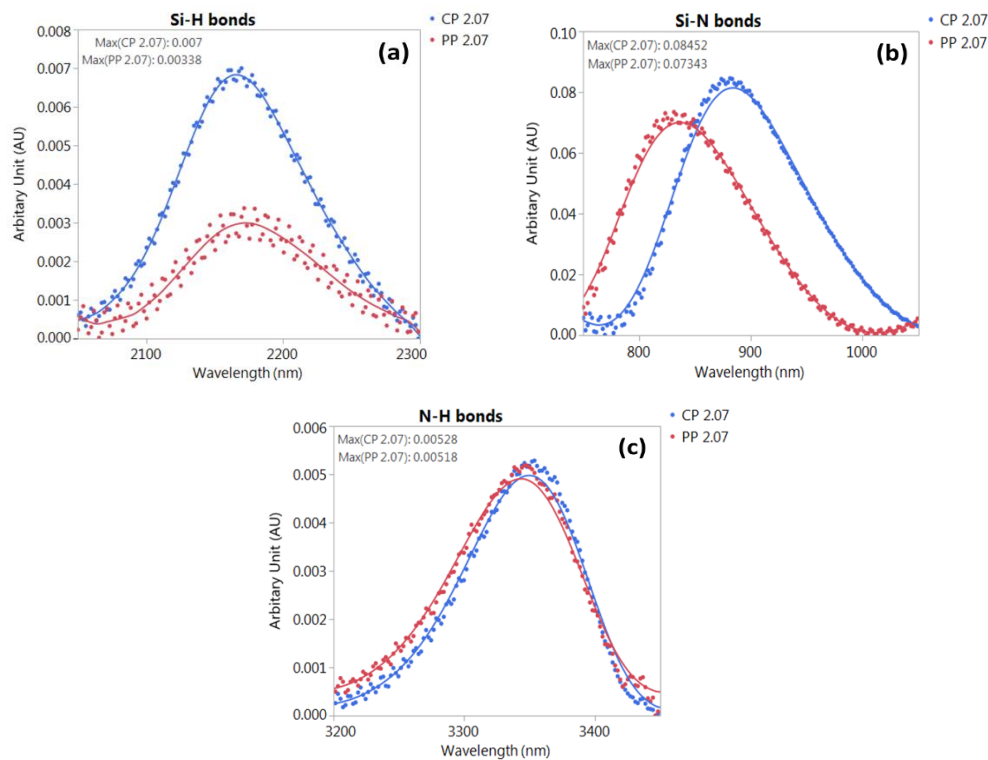 Si-H bonds
CP 2.07
PP 2.07
(a)
Max(CP 2.07): 0.007
Max(PP 2.07): 0.00338
0.008
0.007
0.006
0.005
0.004
0.003
0.002
0.001
0.000
Arbitary Unit (AU)
2100 2200 2300
Wavelength (nm)
Si-N bonds
CP 2.07
PP 2.07
(b)
Max(CP 2.07): 0.08452
Max(PP 2.07): 0.07343
0.10
0.08
0.06
0.04
0.02
0.00
Arbitary Unit (AU)
800 900 1000
Wavelength (nm)
N-H bonds
CP 2.07
PP 2.07
(c)
Max(CP 2.07): 0.00528
Max(PP 2.07): 0.00518
0.006
0.005
0.004
0.003
0.002
0.001
0.000
Arbitary Unit (AU)
3200 3300 3400
Wavelength (nm)